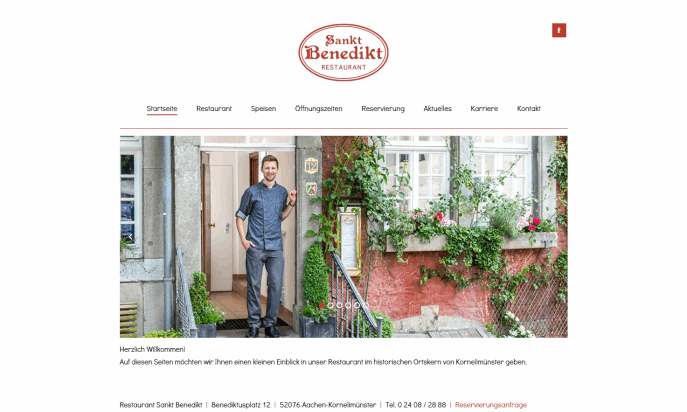 Sankt
Benedikt
RESTAURANT
f
Startseite Restaurant Speisen Öffnungszeiten Reservierung Aktuelles Karriere Kontakt
12
Herzlich Willkommen!
Auf diesen Seiten möchten wir Ihnen einen kleinen Einblick in unser Restaurant im historischen Ortskern von Kornelimünster geben.
Restaurant Sankt Benedikt | Benediktusplatz 12 | 52076 Aachen-Kornelimünster | Tel. 0 24 08 / 28 88 | Reservierungsanfrage